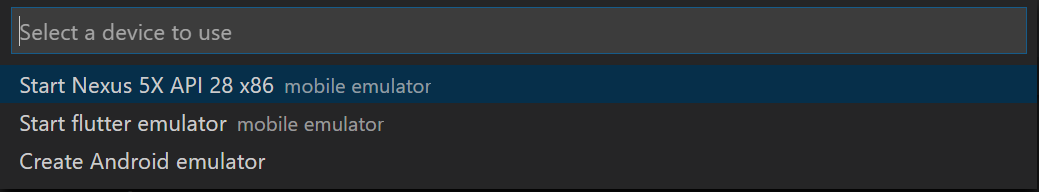 Select a device to use
Start Nexus 5X API 28 x86 mobile emulator
Start flutter emulator mobile emulator
Create Android emulator